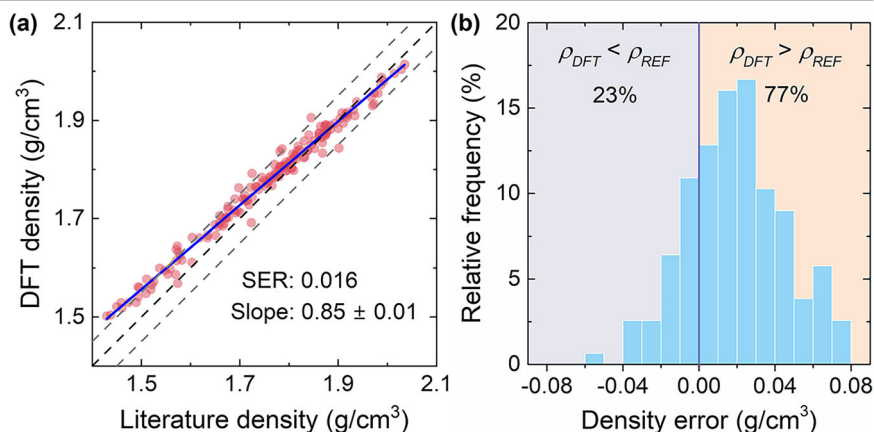 (a)
2.1
1.9
1.7
1.5
DFT density (g/cm³)
SER: 0.016
Slope: 0.85 ± 0.01
1.5 1.7 1.9 2.1
Literature density (g/cm³)
(b)
20
15
10
5
0
Relative frequency (%)
ρDFT < ρREF
23%
ρDFT > ρREF
77%
-0.08 -0.04 0.00 0.04 0.08
Density error (g/cm³)